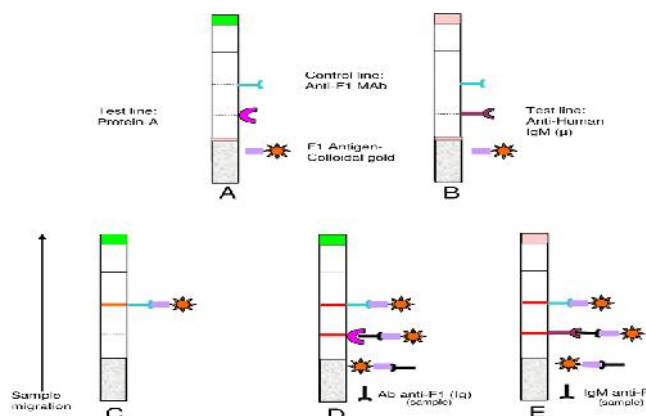 Control line:
Anti-F1 MAb
Test line:
Protein-A
Test line:
Anti-Human
IgM (µ)
F1 Antigen-
Colloidal gold
A
B
Sample
migration
Ab anti-F1 (Ig)
(sample)
IgM anti-F
(sample)
C
D
E